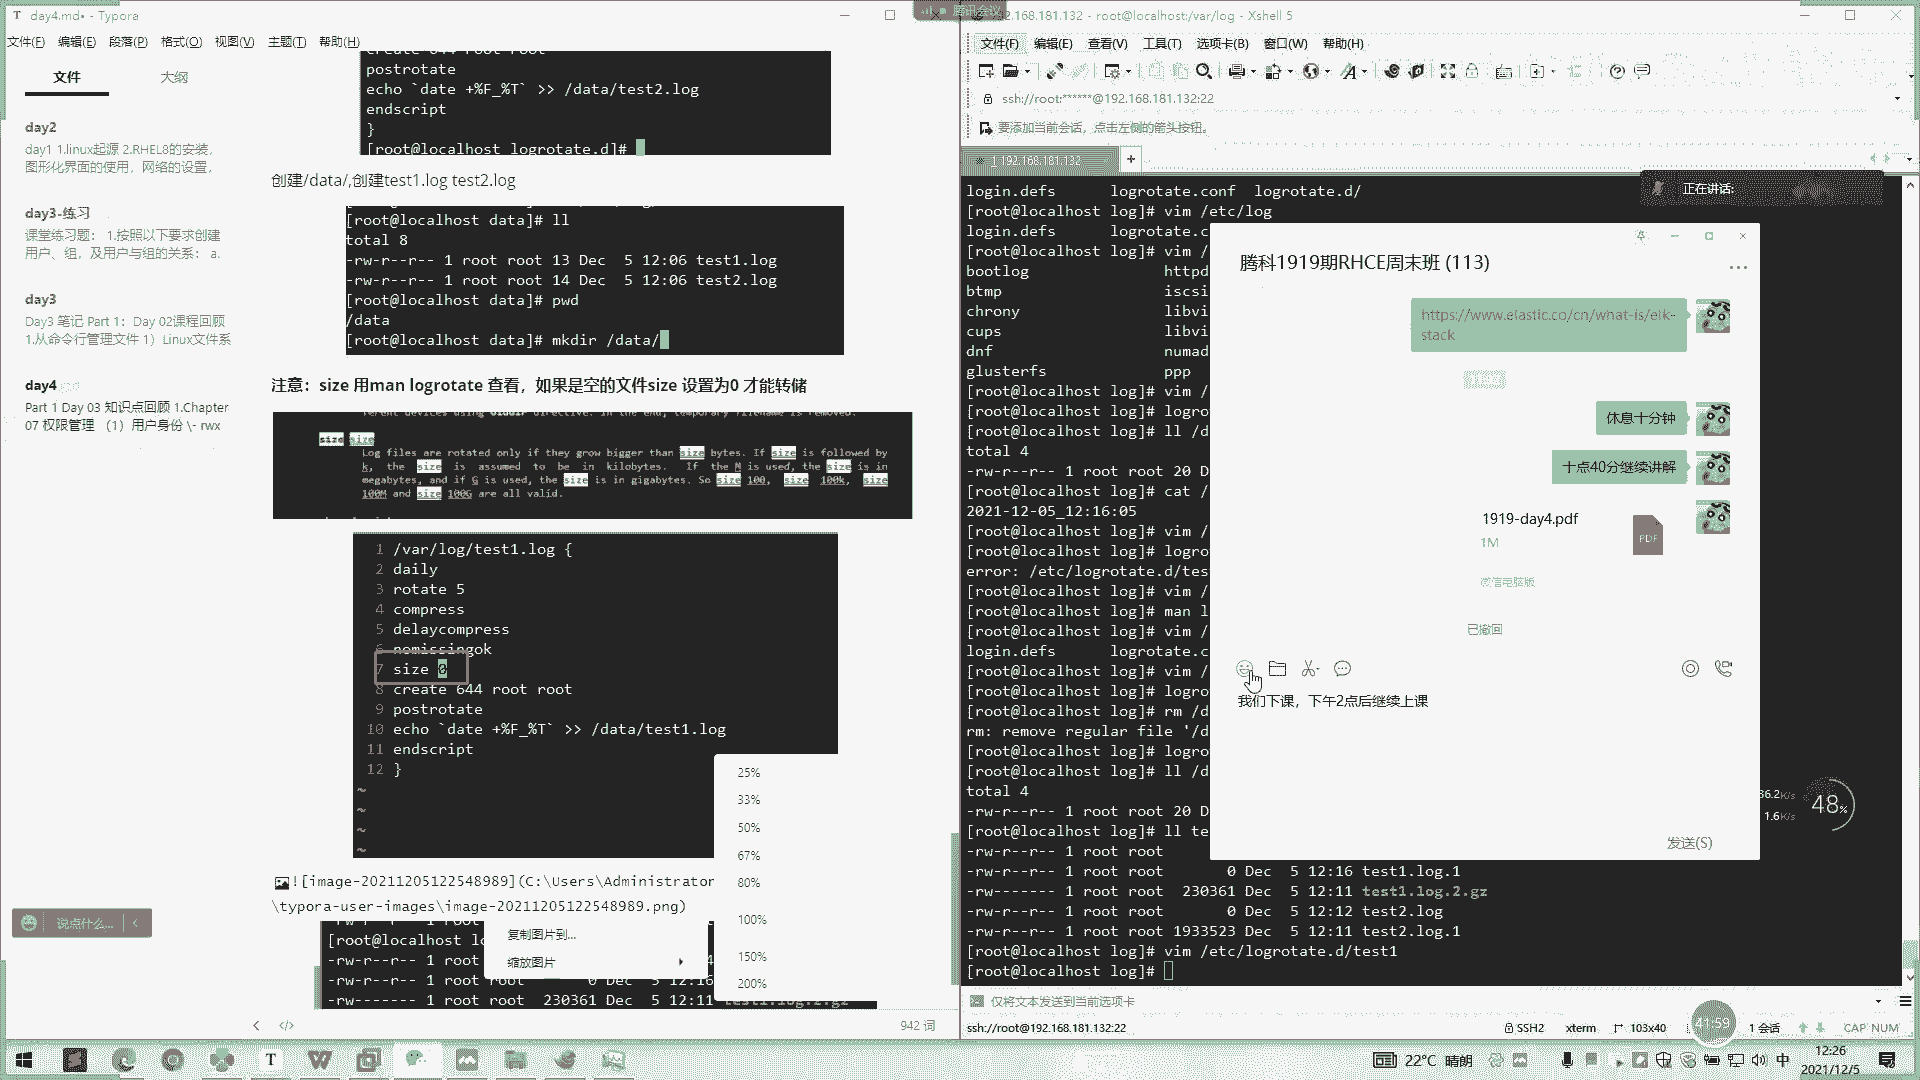 day4.md• - Typora
文件(F) 编辑(E) 段落(P) 格式(O) 视图(V) 主题(T) 帮助(H)
文件 大纲
day2
day1 1.linux起源 2.RHEL8的安装，
图形化界面的使用，网络的设置，
day3-练习
课堂练习题： 1.按照以下要求创建
用户、组，及用户与组的关系： a.
day3
Day3 笔记 Part 1：Day 02课程回顾
1.从命令行管理文件 1）Linux文件系
day4
Part 1 Day 03 知识点回顾 1.Chapter
07 权限管理 （1）用户身份 \- rwx
说点什么...
create 644 root root
postrotate
echo `date +%F_%T` >> /data/test2.log
endscript
}
[root@localhost logrotate.d]#
创建/data/,创建test1.log test2.log
[root@localhost data]# ll
total 8
-rw-r--r-- 1 root root 13 Dec  5 12:06 test1.log
-rw-r--r-- 1 root root 14 Dec  5 12:06 test2.log
[root@localhost data]# pwd
/data
[root@localhost data]# mkdir /data/
注意：size 用man logrotate 查看，如果是空的文件size 设置为0 才能转储
size size
Log files are rotated only if they grow bigger than size bytes. If size is followed by
k, the size is assumed to be in kilobytes. If the M is used, the size is in
megabytes, and if G is used, the size is in gigabytes. So size 100, size 100k, size
100M and size 100G are all valid.
1 /var/log/test1.log {
2 daily
3 rotate 5
4 compress
5 delaycompress
6 nomissingok
7 size 0
8 create 644 root root
9 postrotate
10 echo `date +%F_%T` >> /data/test1.log
11 endscript
12 }
~
~
~
~
![image-20211205122548989](C:\Users\Administrator
\typora-user-images\image-20211205122548989.png)
[root@localhost lo
-rw-r--r-- 1 root
-rw-r--r-- 1 root root 0 Dec  5 12:16
-rw------- 1 root root  230361 Dec  5 12:11 test1.log.2.gz
复制图片到...
缩放图片
25%
33%
50%
67%
80%
100%
150%
200%
942 词
腾讯会议
192.168.181.132 - root@localhost:/var/log - Xshell 5
文件(F) 编辑(E) 查看(V) 工具(T) 选项卡(B) 窗口(W) 帮助(H)
ssh://root:******@192.168.181.132:22
要添加当前会话，点击左侧的箭头按钮。
1 192.168.181.132
正在讲话:
login.defs      logrotate.conf  logrotate.d/
[root@localhost log]# vim /etc/log
login.defs      logrotate.c
[root@localhost log]# vim /
bootlog httpd
btmp iscsi
chrony libvi
cups libvi
dnf numad
glusterfs ppp
[root@localhost log]# vim /
[root@localhost log]# logro
[root@localhost log]# ll /d
total 4
-rw-r--r-- 1 root root 20 D
[root@localhost log]# cat /
2021-12-05_12:16:05
[root@localhost log]# vim /
[root@localhost log]# logro
error: /etc/logrotate.d/tes
[root@localhost log]# vim /
[root@localhost log]# man l
[root@localhost log]# vim /
login.defs      logrotate.c
[root@localhost log]# vim /
[root@localhost log]# logro
[root@localhost log]# rm /d
rm: remove regular file '/d
[root@localhost log]# logro
[root@localhost log]# ll /d
total 4
-rw-r--r-- 1 root root 20 D
[root@localhost log]# ll te
-rw-r--r-- 1 root root
-rw-r--r-- 1 root root       0 Dec  5 12:16 test1.log.1
-rw------- 1 root root  230361 Dec  5 12:11 test1.log.2.gz
-rw-r--r-- 1 root root       0 Dec  5 12:12 test2.log
-rw-r--r-- 1 root root 1933523 Dec  5 12:11 test2.log.1
[root@localhost log]# vim /etc/logrotate.d/test1
[root@localhost log]#
腾科1919期RHCE周末班 (113)
https://www.elastic.co/cn/what-is/elk-
stack
休息十分钟
十点40分继续讲解
1919-day4.pdf
1M
PDF
微信电脑版
已撤回
我们下课，下午2点后继续上课
发送(S)
36.2K/s
1.6K/s
48%
仅将文本发送到当前选项卡
ssh://root@192.168.181.132:22
SSH2 xterm 103x40 41:59 1 会话 CAP NUM
22°C 晴朗
中
12:26
2021/12/5